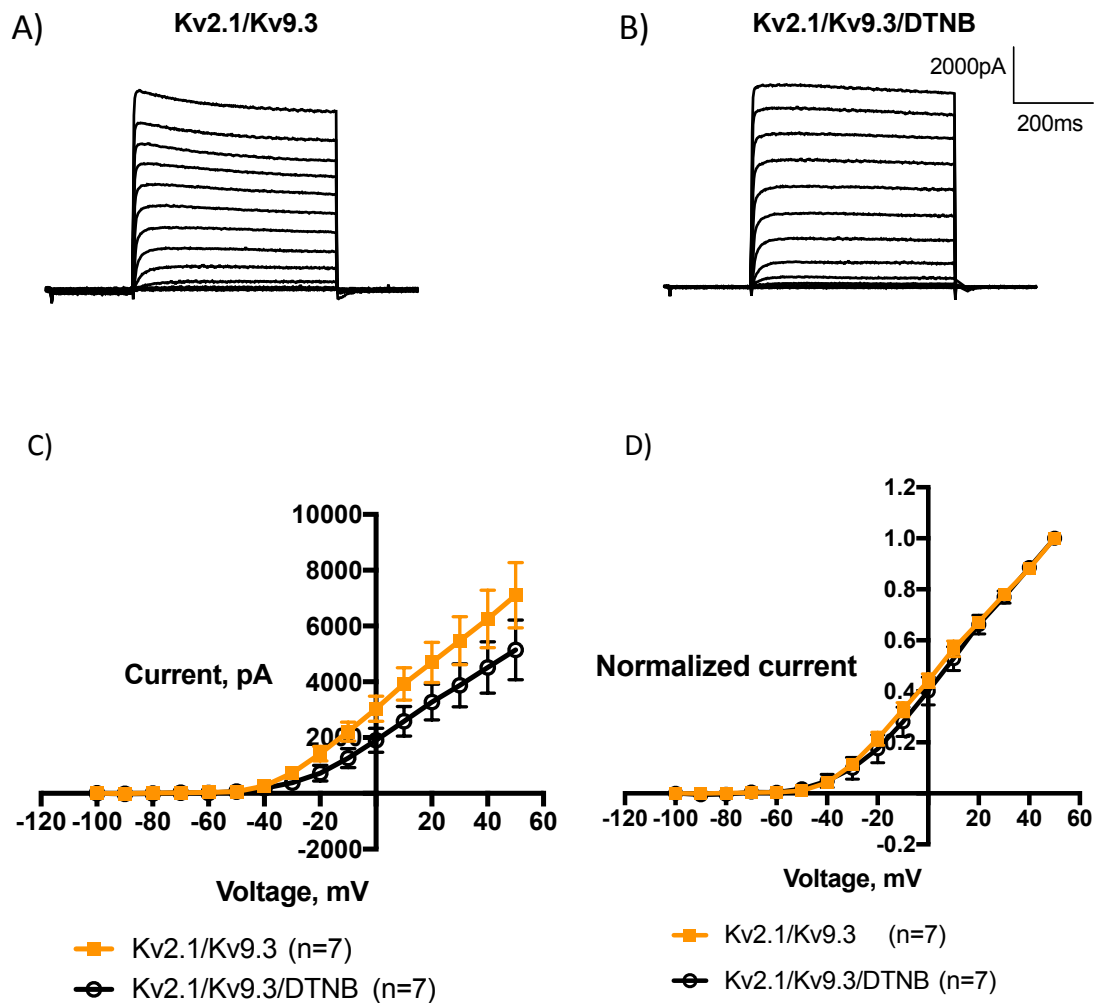 A)
Kv2.1/Kv9.3
B)
Kv2.1/Kv9.3/DTNB
2000pA
200ms
C)
10000
8000
6000
4000
2000
-2000
-120 -100 -80 -60 -40 -20 20 40 60
Current, pA
Voltage, mV
Kv2.1/Kv9.3 (n=7)
Kv2.1/Kv9.3/DTNB (n=7)
D)
1.2
1.0
0.8
0.6
0.4
0.2
-0.2
-120 -100 -80 -60 -40 -20 20 40 60
Normalized current
Voltage, mV
Kv2.1/Kv9.3 (n=7)
Kv2.1/Kv9.3/DTNB (n=7)